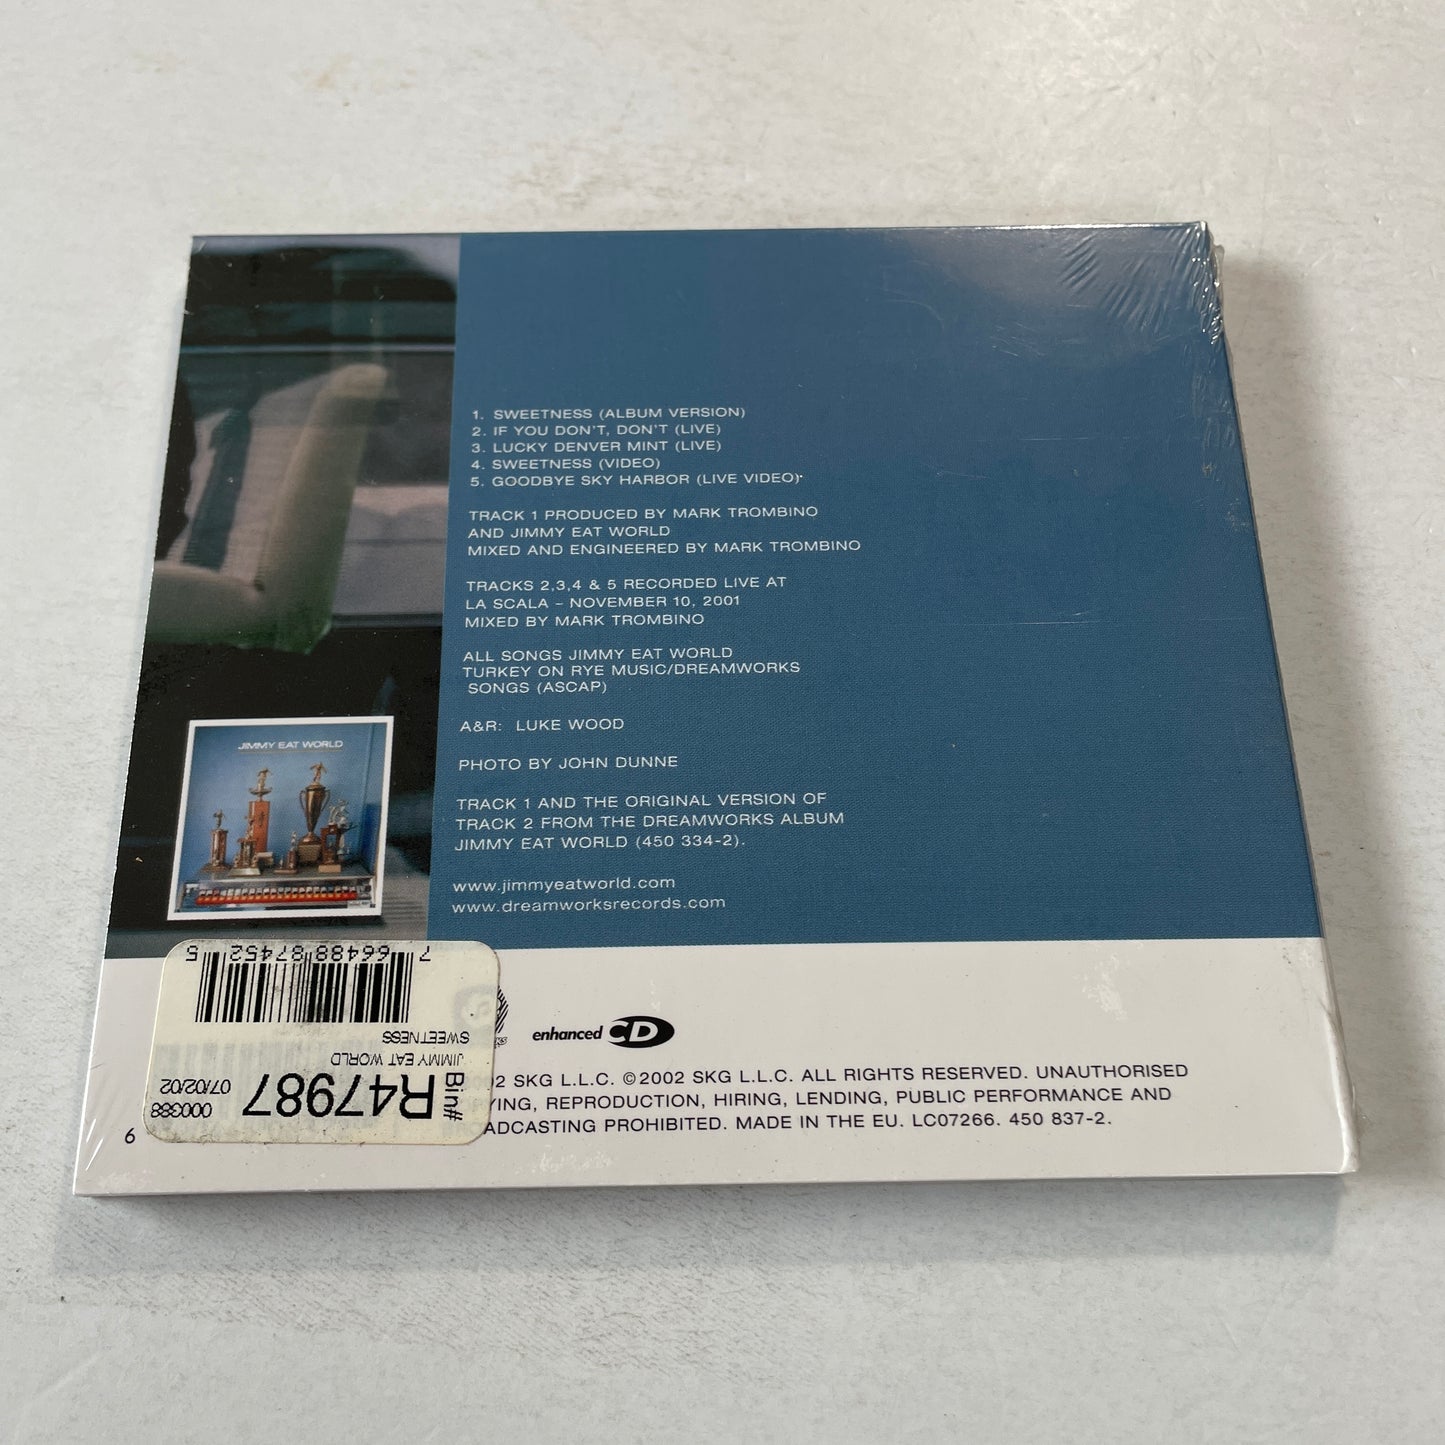 1. SWEETNESS (ALBUM VERSION)
2. IF YOU DON'T, DON'T (LIVE)
3. LUCKY DENVER MINT (LIVE)
4. SWEETNESS (VIDEO)
5. GOODBYE SKY HARBOR (LIVE VIDEO)
TRACK 1 PRODUCED BY MARK TROMBINO
AND JIMMY EAT WORLD
MIXED AND ENGINEERED BY MARK TROMBINO
TRACKS 2,3,4 & 5 RECORDED LIVE AT
LA SCALA – NOVEMBER 10, 2001
MIXED BY MARK TROMBINO
ALL SONGS JIMMY EAT WORLD
TURKEY ON RYE MUSIC/DREAMWORKS
SONGS (ASCAP)
A&R: LUKE WOOD
PHOTO BY JOHN DUNNE
TRACK 1 AND THE ORIGINAL VERSION OF
TRACK 2 FROM THE DREAMWORKS ALBUM
JIMMY EAT WORLD (450 334-2).
www.jimmyeatworld.com
www.dreamworksrecords.com
JIMMY EAT WORLD
7 66488 87452 5
SWEETNESS
JIMMY EAT WORLD
Bin# R47987
07/02/02
000388
6
enhanced CD
SKG L.L.C. ©2002 SKG L.L.C. ALL RIGHTS RESERVED. UNAUTHORISED
REPRODUCTION, HIRING, LENDING, PUBLIC PERFORMANCE AND
PROHIBITED. MADE IN THE EU. LC07266. 450 837-2.